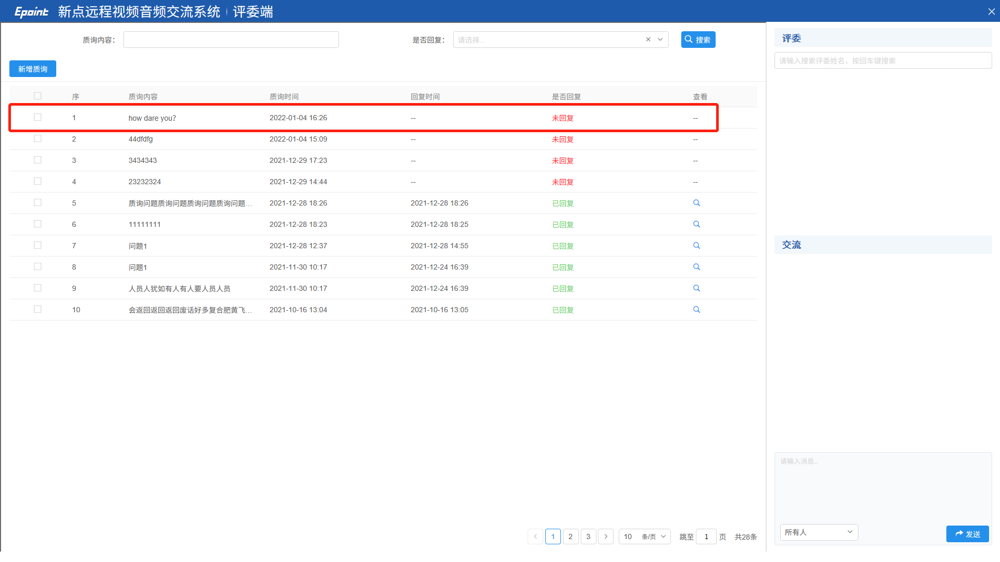 Epoint 新点远程视频音频交流系统 评委端
质询内容：
是否回复： 请选择... 搜索
新增质询
序 质询内容 质询时间 回复时间 是否回复 查看
1 how dare you? 2022-01-04 16:26 -- 未回复 --
2 44dfdfg 2022-01-04 15:09 -- 未回复 --
3 3434343 2021-12-29 17:23 -- 未回复 --
4 23232324 2021-12-29 14:44 -- 未回复 --
5 质询问题质询问题质询问题质询问题... 2021-12-28 18:26 2021-12-28 18:26 已回复
6 11111111 2021-12-28 18:23 2021-12-28 18:25 已回复
7 问题1 2021-12-28 12:37 2021-12-28 14:55 已回复
8 问题1 2021-11-30 10:17 2021-12-24 16:39 已回复
9 人员人犹如有人有人要人员人员 2021-11-30 10:17 2021-12-24 16:39 已回复
10 会返回返回返回废话好多复合肥黄飞... 2021-10-16 13:04 2021-10-16 13:05 已回复
1 2 3 10 条/页 跳至 1 页 共28条
评委
请输入搜索评委姓名，按回车键搜索
交流
请输入消息..
所有人
发送